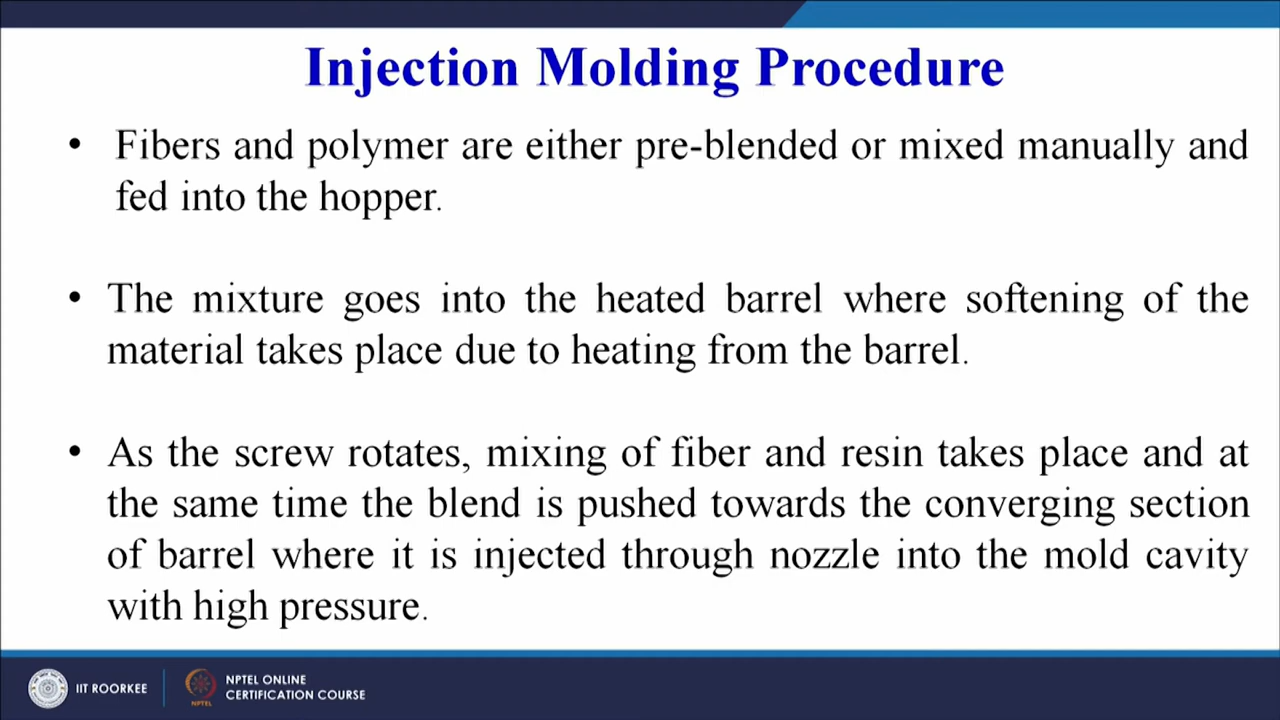 Injection Molding Procedure
• Fibers and polymer are either pre-blended or mixed manually and
fed into the hopper.
• The mixture goes into the heated barrel where softening of the
material takes place due to heating from the barrel.
• As the screw rotates, mixing of fiber and resin takes place and at
the same time the blend is pushed towards the converging section
of barrel where it is injected through nozzle into the mold cavity
with high pressure.
IIT ROORKEE
NPTEL
NPTEL ONLINE
CERTIFICATION COURSE